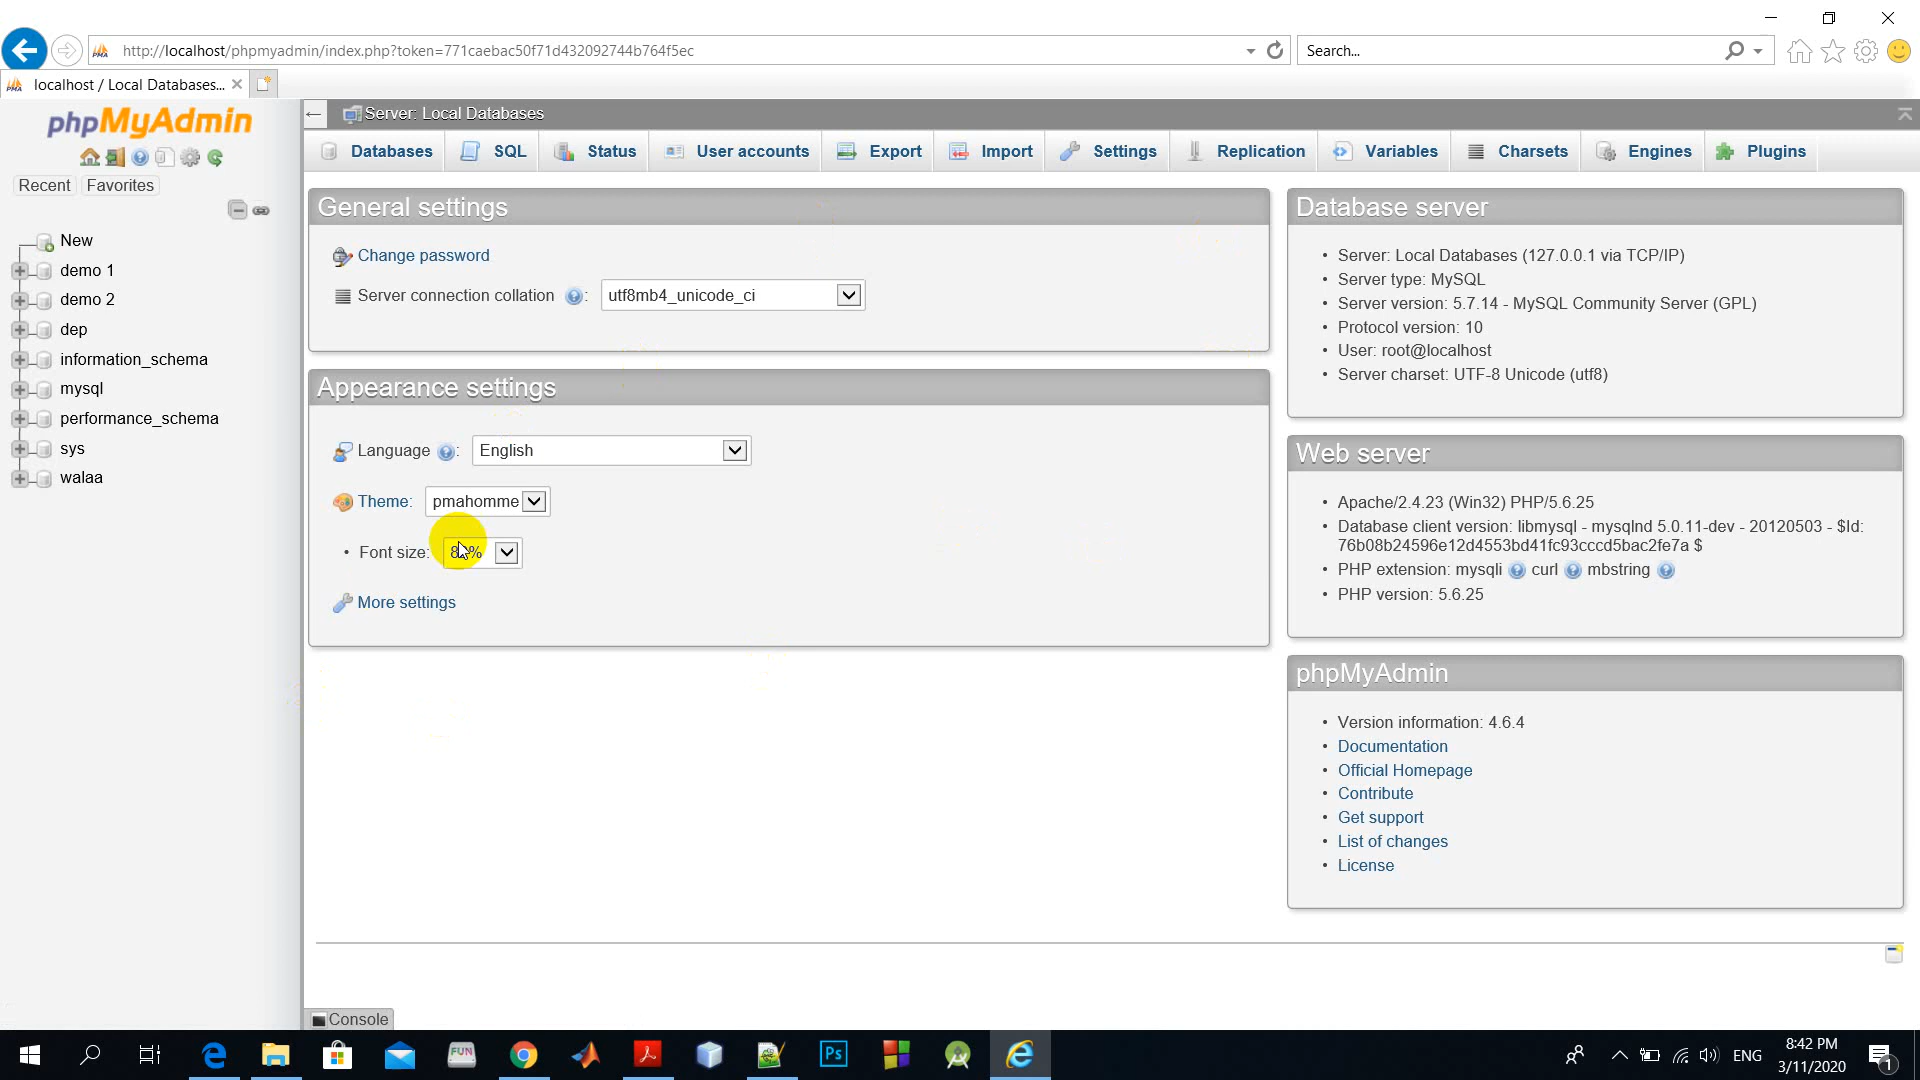 http://localhost/phpmyadmin/index.php?token=771caebac50f71d432092744b764f5ec
Search...
localhost / Local Databases...
phpMyAdmin
Recent
Favorites
New
demo 1
demo 2
dep
information_schema
mysql
performance_schema
sys
walaa
Server: Local Databases
Databases
SQL
Status
User accounts
Export
Import
Settings
Replication
Variables
Charsets
Engines
Plugins
General settings
Change password
Server connection collation
:
utf8mb4_unicode_ci
Appearance settings
Language
:
English
Theme:
pmahomme
• Font size:
More settings
Database server
• Server: Local Databases (127.0.0.1 via TCP/IP)
• Server type: MySQL
• Server version: 5.7.14 - MySQL Community Server (GPL)
• Protocol version: 10
• User: root@localhost
• Server charset: UTF-8 Unicode (utf8)
Web server
• Apache/2.4.23 (Win32) PHP/5.6.25
• Database client version: libmysql - mysqlnd 5.0.11-dev - 20120503 - $Id:
76b08b24596e12d4553bd41fc93cccd5bac2fe7a $
• PHP extension: mysqli curl mbstring
• PHP version: 5.6.25
phpMyAdmin
• Version information: 4.6.4
• Documentation
• Official Homepage
• Contribute
• Get support
• List of changes
• License
Console
FUN
Ps
ENG
8:42 PM
3/11/2020
1